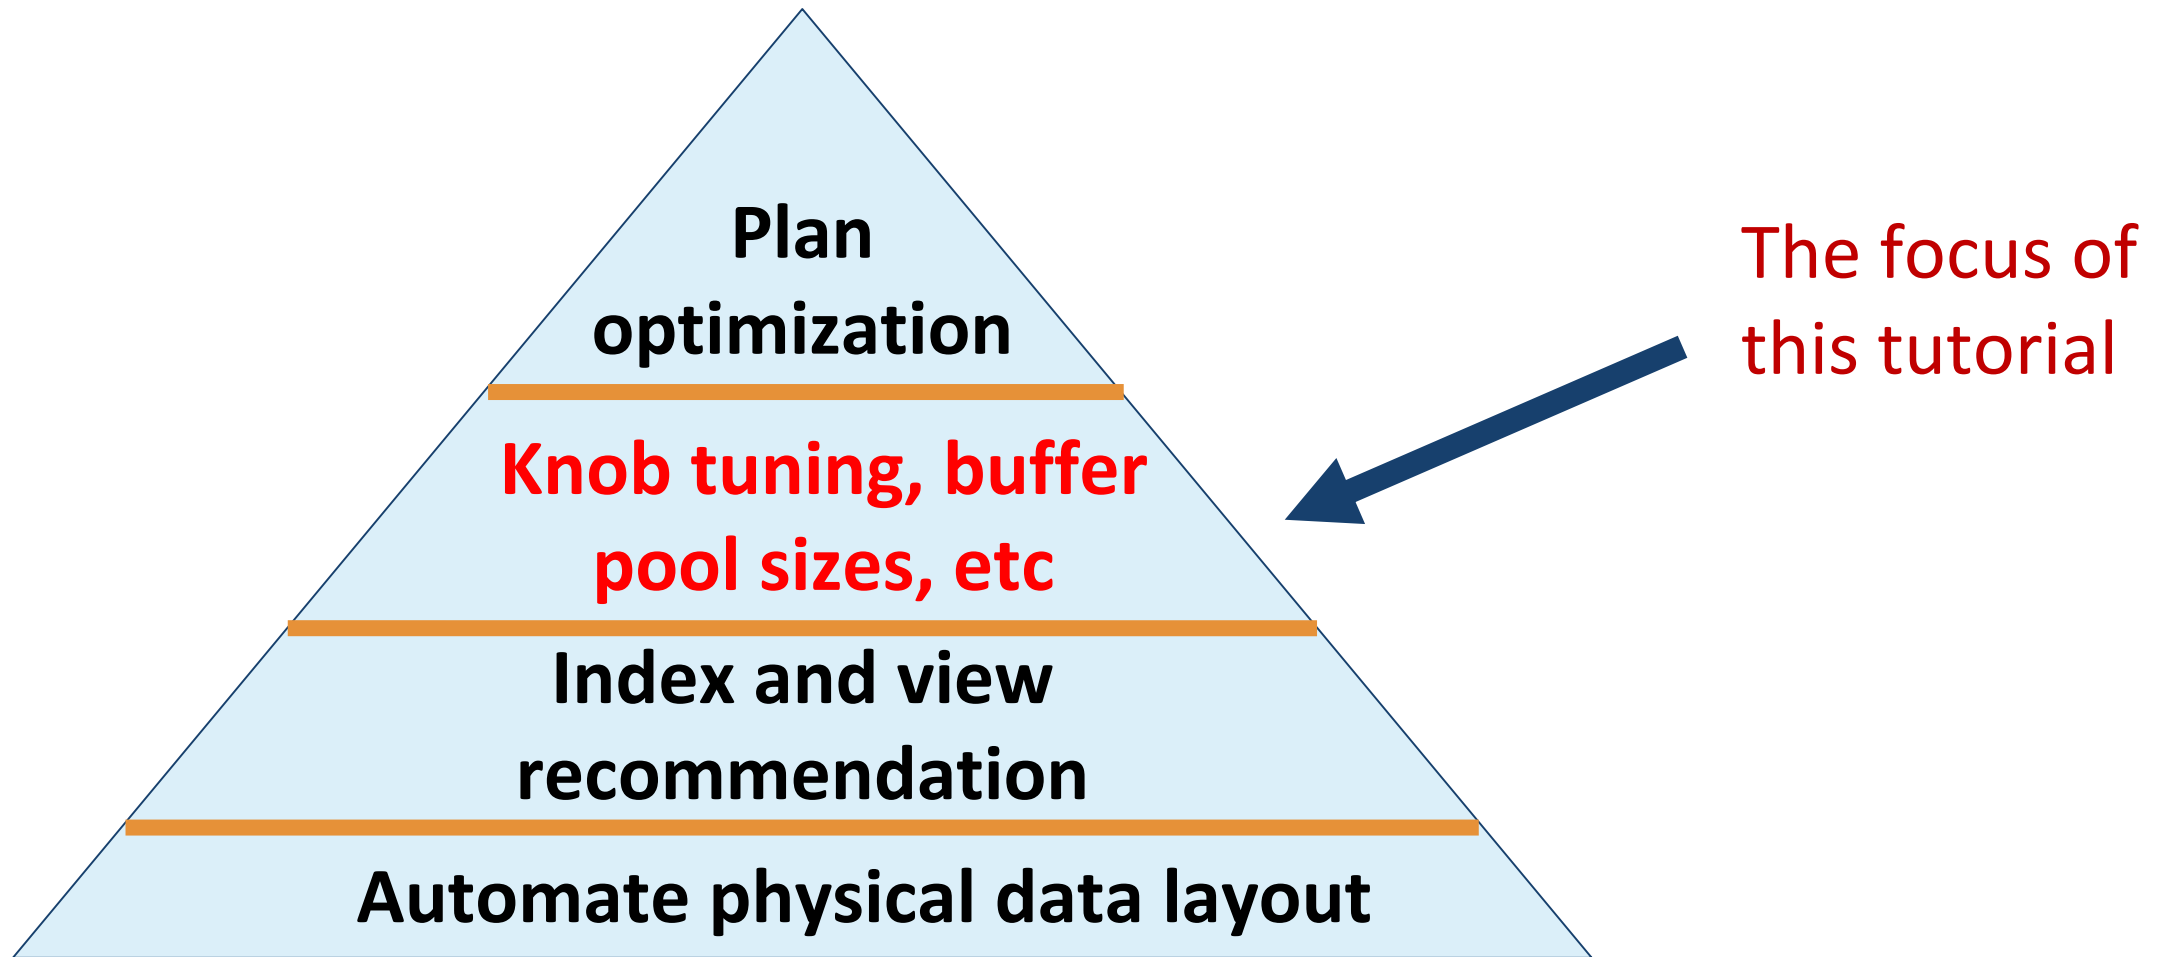 Plan
optimization
Knob tuning, buffer
pool sizes, etc
Index and view
recommendation
Automate physical data layout
The focus of
this tutorial